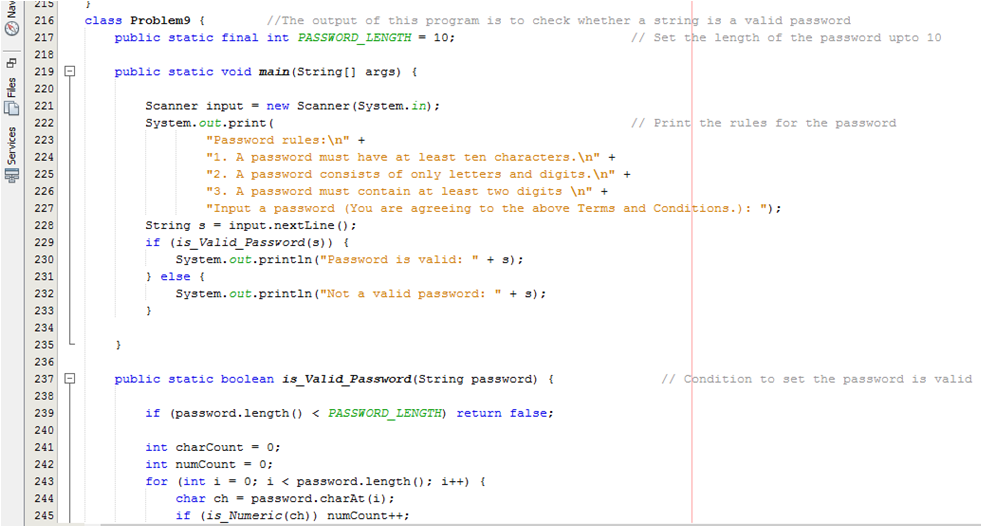 Nav
Files
Services
215 }
216 class Problem9 { //The output of this program is to check whether a string is a valid password
217 public static final int PASSWORD_LENGTH = 10; // Set the length of the password upto 10
218
219 public static void main(String[] args) {
220
221 Scanner input = new Scanner(System.in);
222 System.out.print( // Print the rules for the password
223 "Password rules:\n" +
224 "1. A password must have at least ten characters.\n" +
225 "2. A password consists of only letters and digits.\n" +
226 "3. A password must contain at least two digits \n" +
227 "Input a password (You are agreeing to the above Terms and Conditions.): ");
228 String s = input.nextLine();
229 if (is_Valid_Password(s)) {
230 System.out.println("Password is valid: " + s);
231 } else {
232 System.out.println("Not a valid password: " + s);
233 }
234
235 }
236
237 public static boolean is_Valid_Password(String password) { // Condition to set the password is valid
238
239 if (password.length() < PASSWORD_LENGTH) return false;
240
241 int charCount = 0;
242 int numCount = 0;
243 for (int i = 0; i < password.length(); i++) {
244 char ch = password.charAt(i);
245 if (is_Numeric(ch)) numCount++;